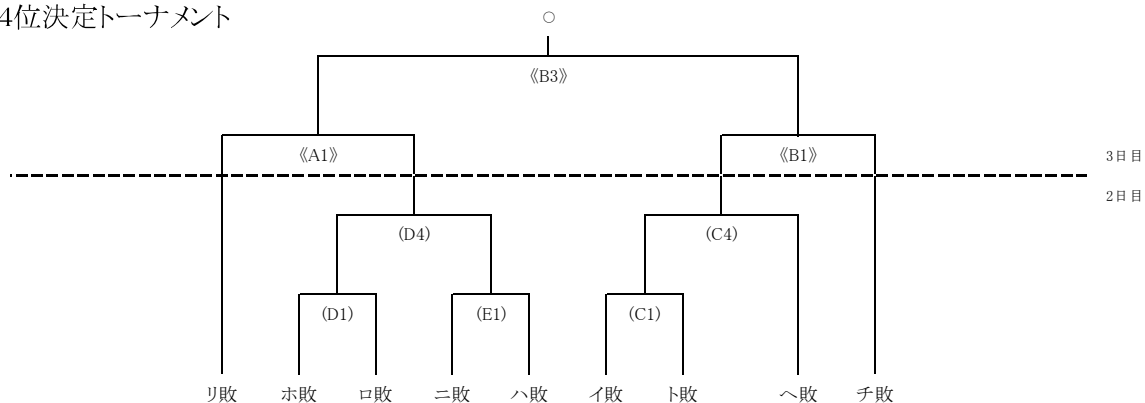 4位決定トーナメント
○
《B3》
《A1》 《B1》 3日目
2日目
(D4) (C4)
(D1) (E1) (C1)
リ敗 ホ敗 ロ敗 ニ敗 ハ敗 イ敗 ト敗 ヘ敗 チ敗